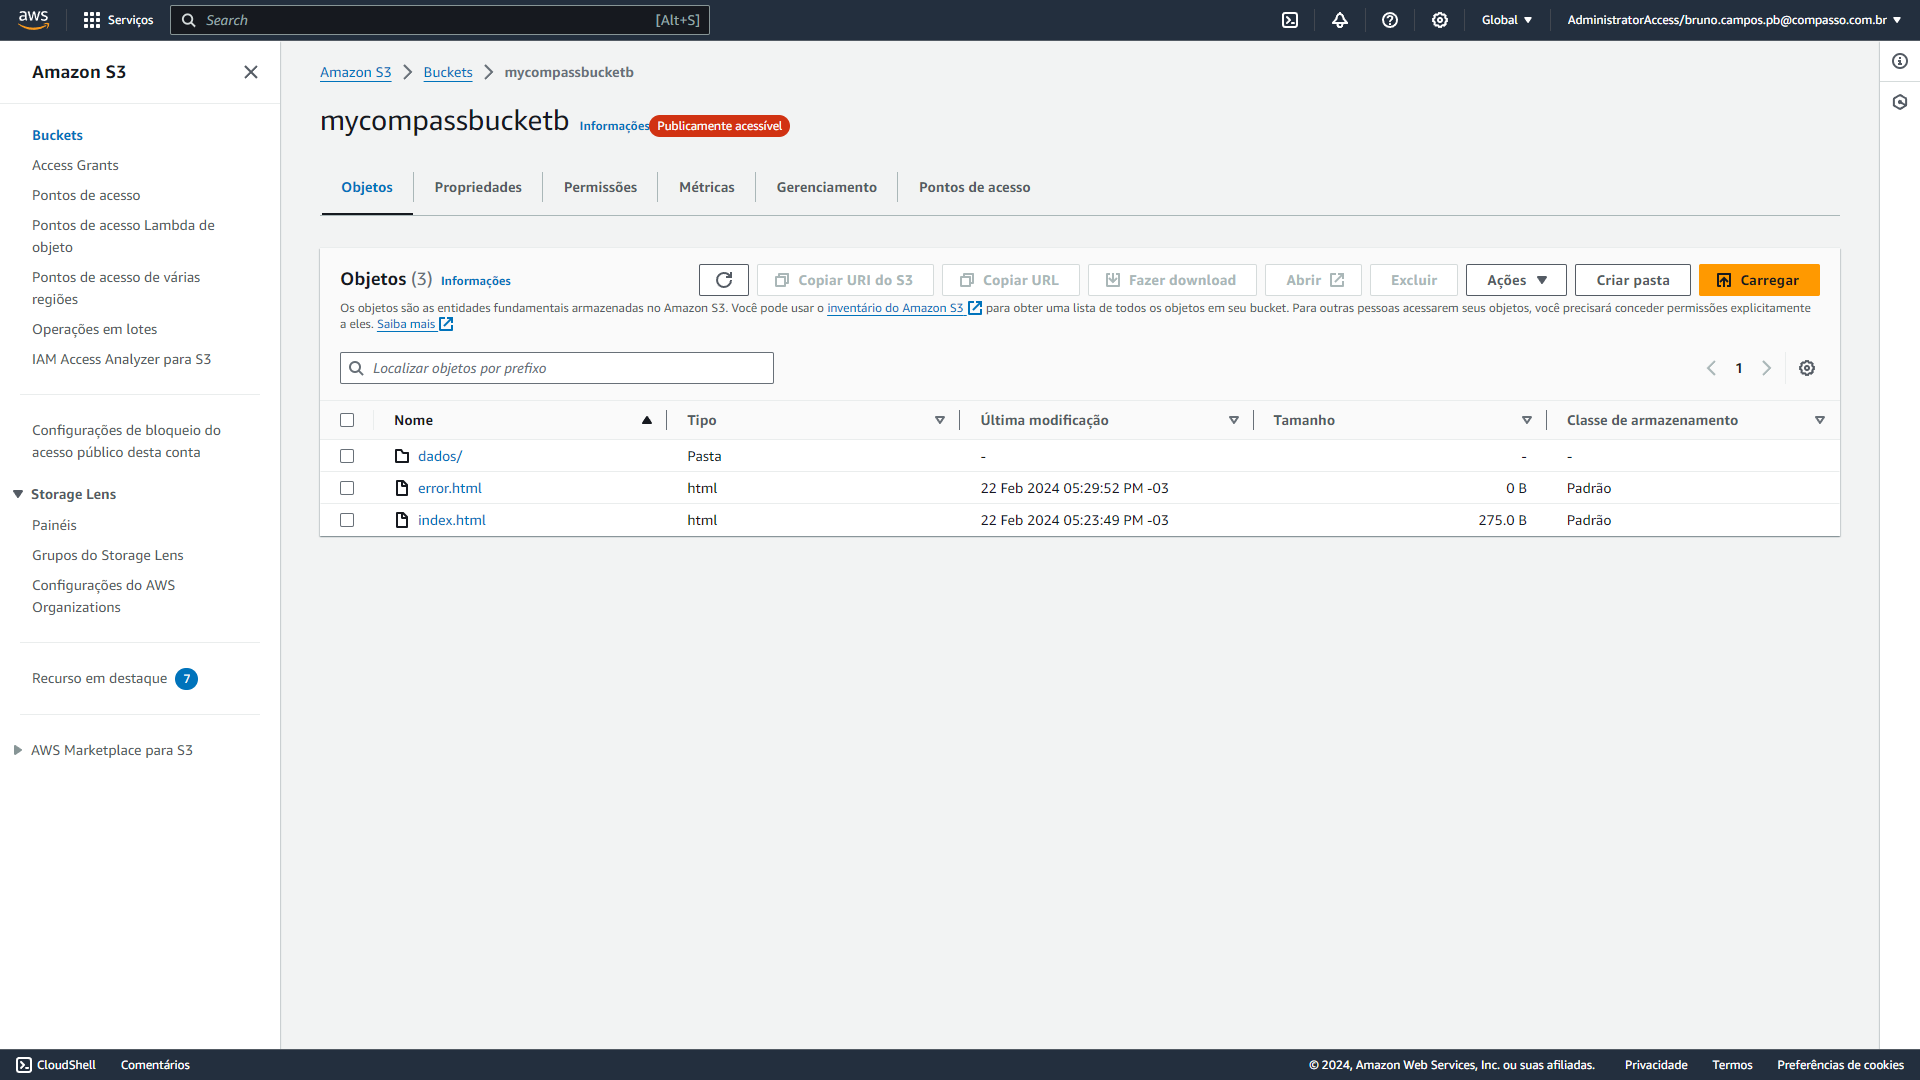 aws
Serviços
Search
[Alt+S]
Global
AdministratorAccess/bruno.campos.pb@compasso.com.br
Amazon S3
Buckets
Access Grants
Pontos de acesso
Pontos de acesso Lambda de
objeto
Pontos de acesso de várias
regiões
Operações em lotes
IAM Access Analyzer para S3
Configurações de bloqueio do
acesso público desta conta
Storage Lens
Painéis
Grupos do Storage Lens
Configurações do AWS
Organizations
Recurso em destaque 7
AWS Marketplace para S3
Amazon S3 Buckets mycompassbucketb
mycompassbucketb Informações Publicamente acessível
Objetos Propriedades Permissões Métricas Gerenciamento Pontos de acesso
Objetos (3) Informações
Copiar URI do S3 Copiar URL Fazer download Abrir Excluir Ações Criar pasta Carregar
Os objetos são as entidades fundamentais armazenadas no Amazon S3. Você pode usar o inventário do Amazon S3 para obter uma lista de todos os objetos em seu bucket. Para outras pessoas acessarem seus objetos, você precisará conceder permissões explicitamente
a eles. Saiba mais
Localizar objetos por prefixo
1
Nome Tipo Última modificação Tamanho Classe de armazenamento
dados/ Pasta - - -
error.html html 22 Feb 2024 05:29:52 PM -03 0 B Padrão
index.html html 22 Feb 2024 05:23:49 PM -03 275.0 B Padrão
CloudShell Comentários © 2024, Amazon Web Services, Inc. ou suas afiliadas. Privacidade Termos Preferências de cookies